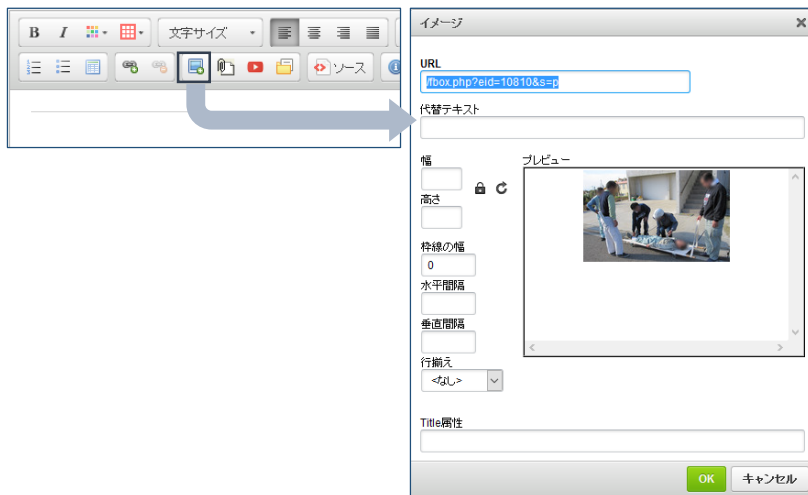 B I 文字サイズ
ソース
イメージ
URL
/fbox.php?eid=10810&s=p
代替テキスト
幅
プレビュー
高さ
枠線の幅
0
水平間隔
垂直間隔
行揃え
<なし>
Title属性
OK キャンセル